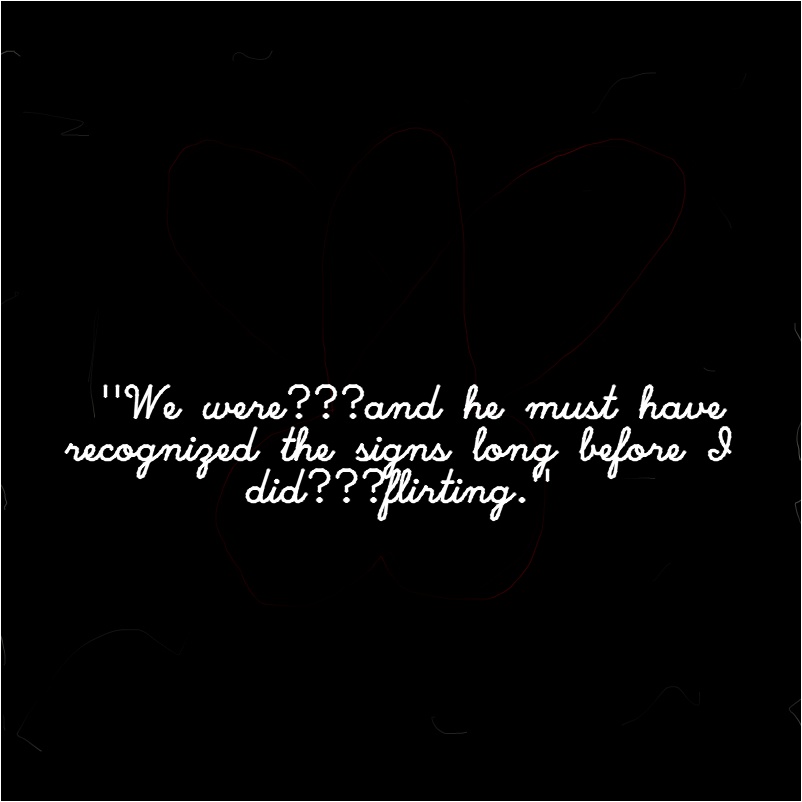 "We were???and he must have
recognized the signs long before I
did???flirting."